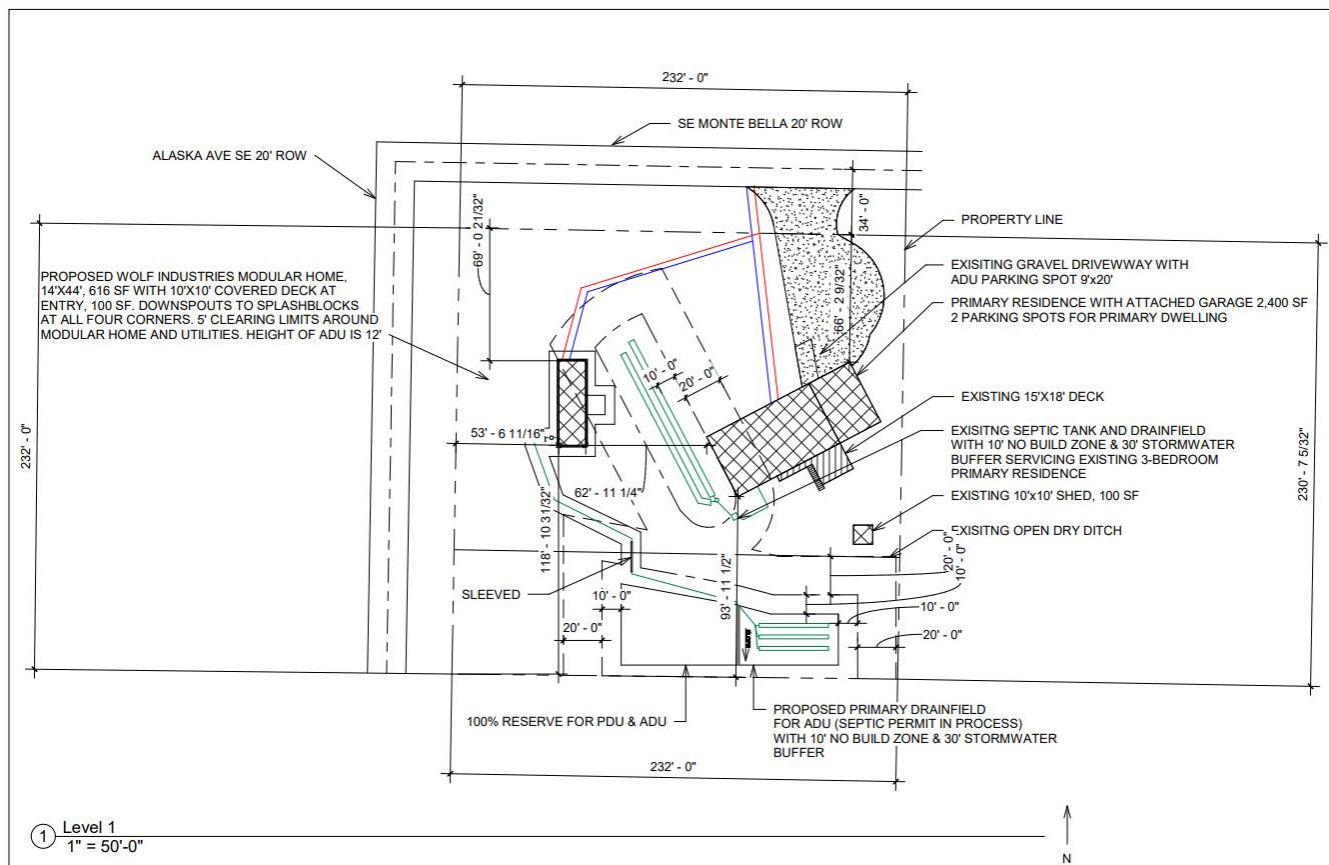 232' - 0"
SE MONTE BELLA 20' ROW
ALASKA AVE SE 20' ROW
PROPERTY LINE
34' - 0"
69' - 0 21/32"
EXISITING GRAVEL DRIVEWWAY WITH
ADU PARKING SPOT 9'x20'
PROPOSED WOLF INDUSTRIES MODULAR HOME,
14'X44', 616 SF WITH 10'X10' COVERED DECK AT
ENTRY, 100 SF. DOWNSPOUTS TO SPLASHBLOCKS
AT ALL FOUR CORNERS. 5' CLEARING LIMITS AROUND
MODULAR HOME AND UTILITIES. HEIGHT OF ADU IS 12'
PRIMARY RESIDENCE WITH ATTACHED GARAGE 2,400 SF
2 PARKING SPOTS FOR PRIMARY DWELLING
66' - 2 9/32"
10' - 0"
20' - 0"
EXISTING 15'X18' DECK
53' - 6 11/16"
EXISITNG SEPTIC TANK AND DRAINFIELD
WITH 10' NO BUILD ZONE & 30' STORMWATER
BUFFER SERVICING EXISTING 3-BEDROOM
PRIMARY RESIDENCE
232' - 0"
230' - 7 5/32"
62' - 11 1/4"
EXISTING 10'x10' SHED, 100 SF
EXISITNG OPEN DRY DITCH
118' - 10 31/32"
93' - 11 1/2"
20' - 0"
10' - 0"
SLEEVED
10' - 0"
10' - 0"
20' - 0"
20' - 0"
SLOPE
100% RESERVE FOR PDU & ADU
PROPOSED PRIMARY DRAINFIELD
FOR ADU (SEPTIC PERMIT IN PROCESS)
WITH 10' NO BUILD ZONE & 30' STORMWATER
BUFFER
232' - 0"
1 Level 1
1" = 50'-0"
N